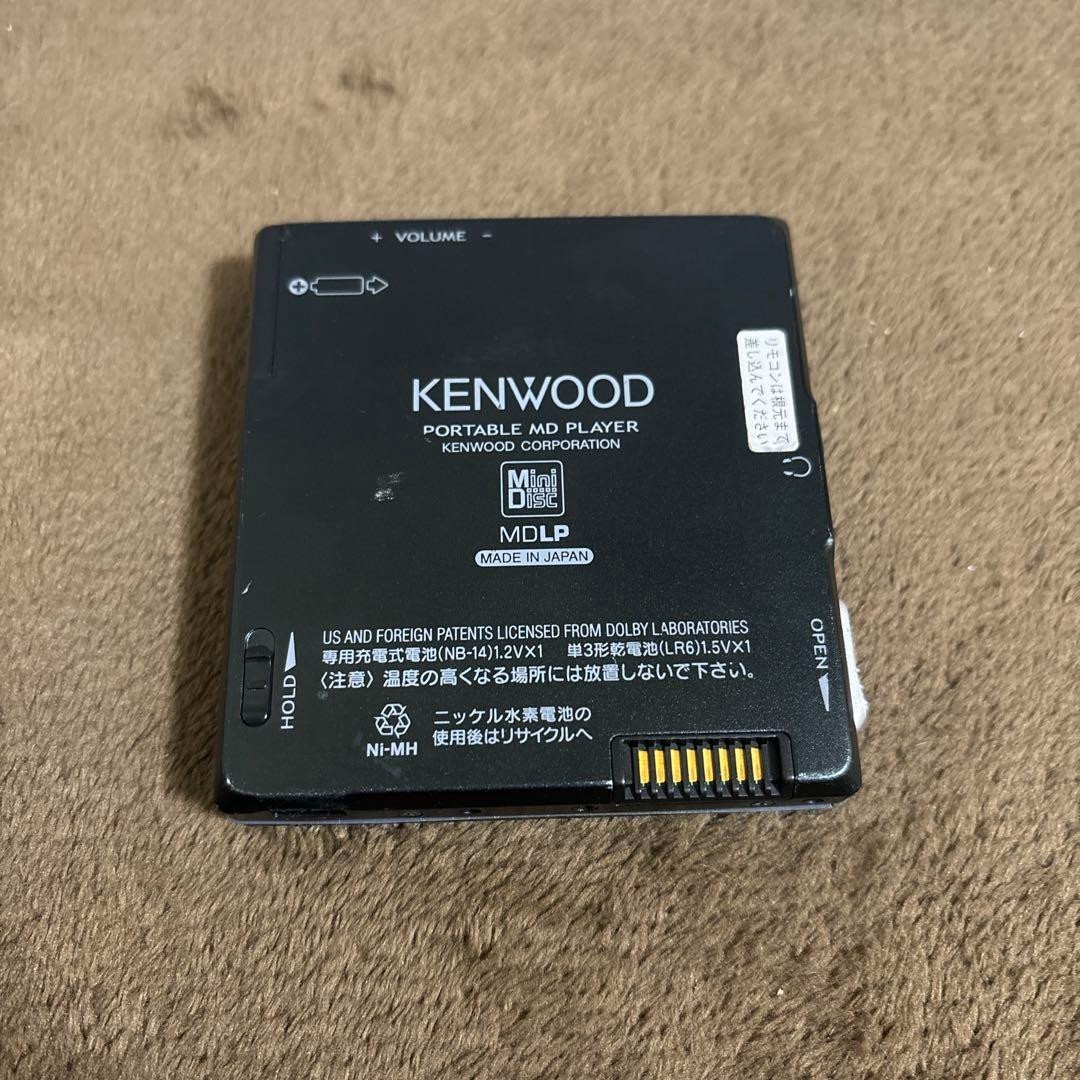 + VOLUME -
リモコンは根元まで
差し込んでください
KENWOOD
PORTABLE MD PLAYER
KENWOOD CORPORATION
Mini
Disc
MDLP
MADE IN JAPAN
HOLD
OPEN
US AND FOREIGN PATENTS LICENSED FROM DOLBY LABORATORIES
専用充電式電池(NB-14)1.2V×1 単3形乾電池(LR6)1.5V×1
〈注意〉温度の高くなる場所には放置しないで下さい。
Ni-MH
ニッケル水素電池の
使用後はリサイクルへ